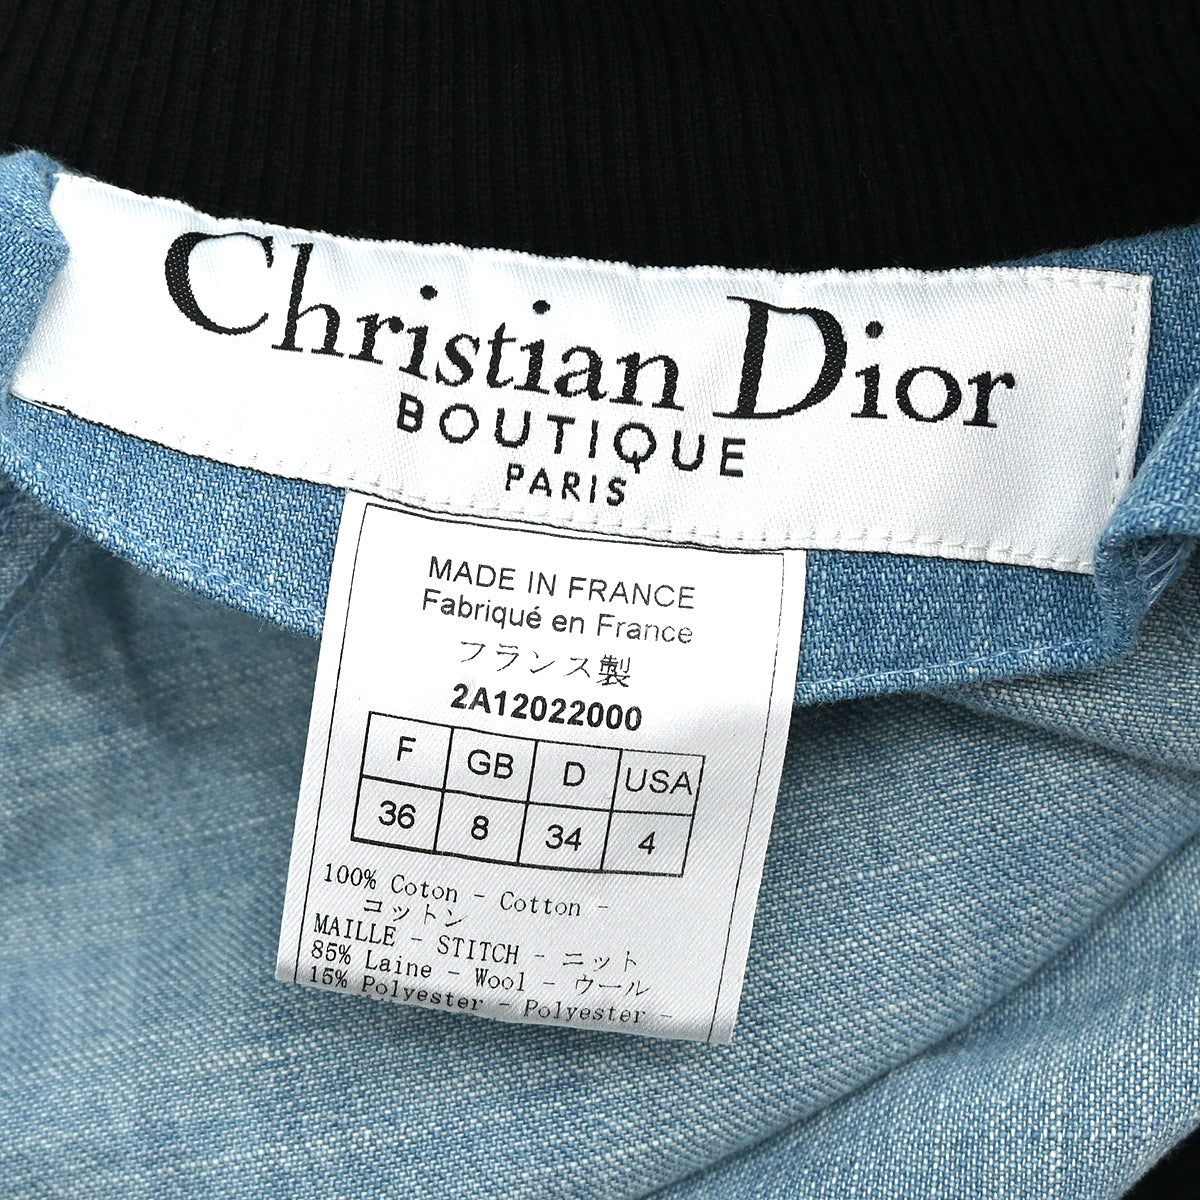 Christian Dior
BOUTIQUE
PARIS
MADE IN FRANCE
Fabriqué en France
フランス製
2A12022000
F GB D USA
36 8 34 4
100% Coton - Cotton -
コットン
MAILLE - STITCH - ニット
85% Laine - Wool - ウール
15% Polyester - Polyester -